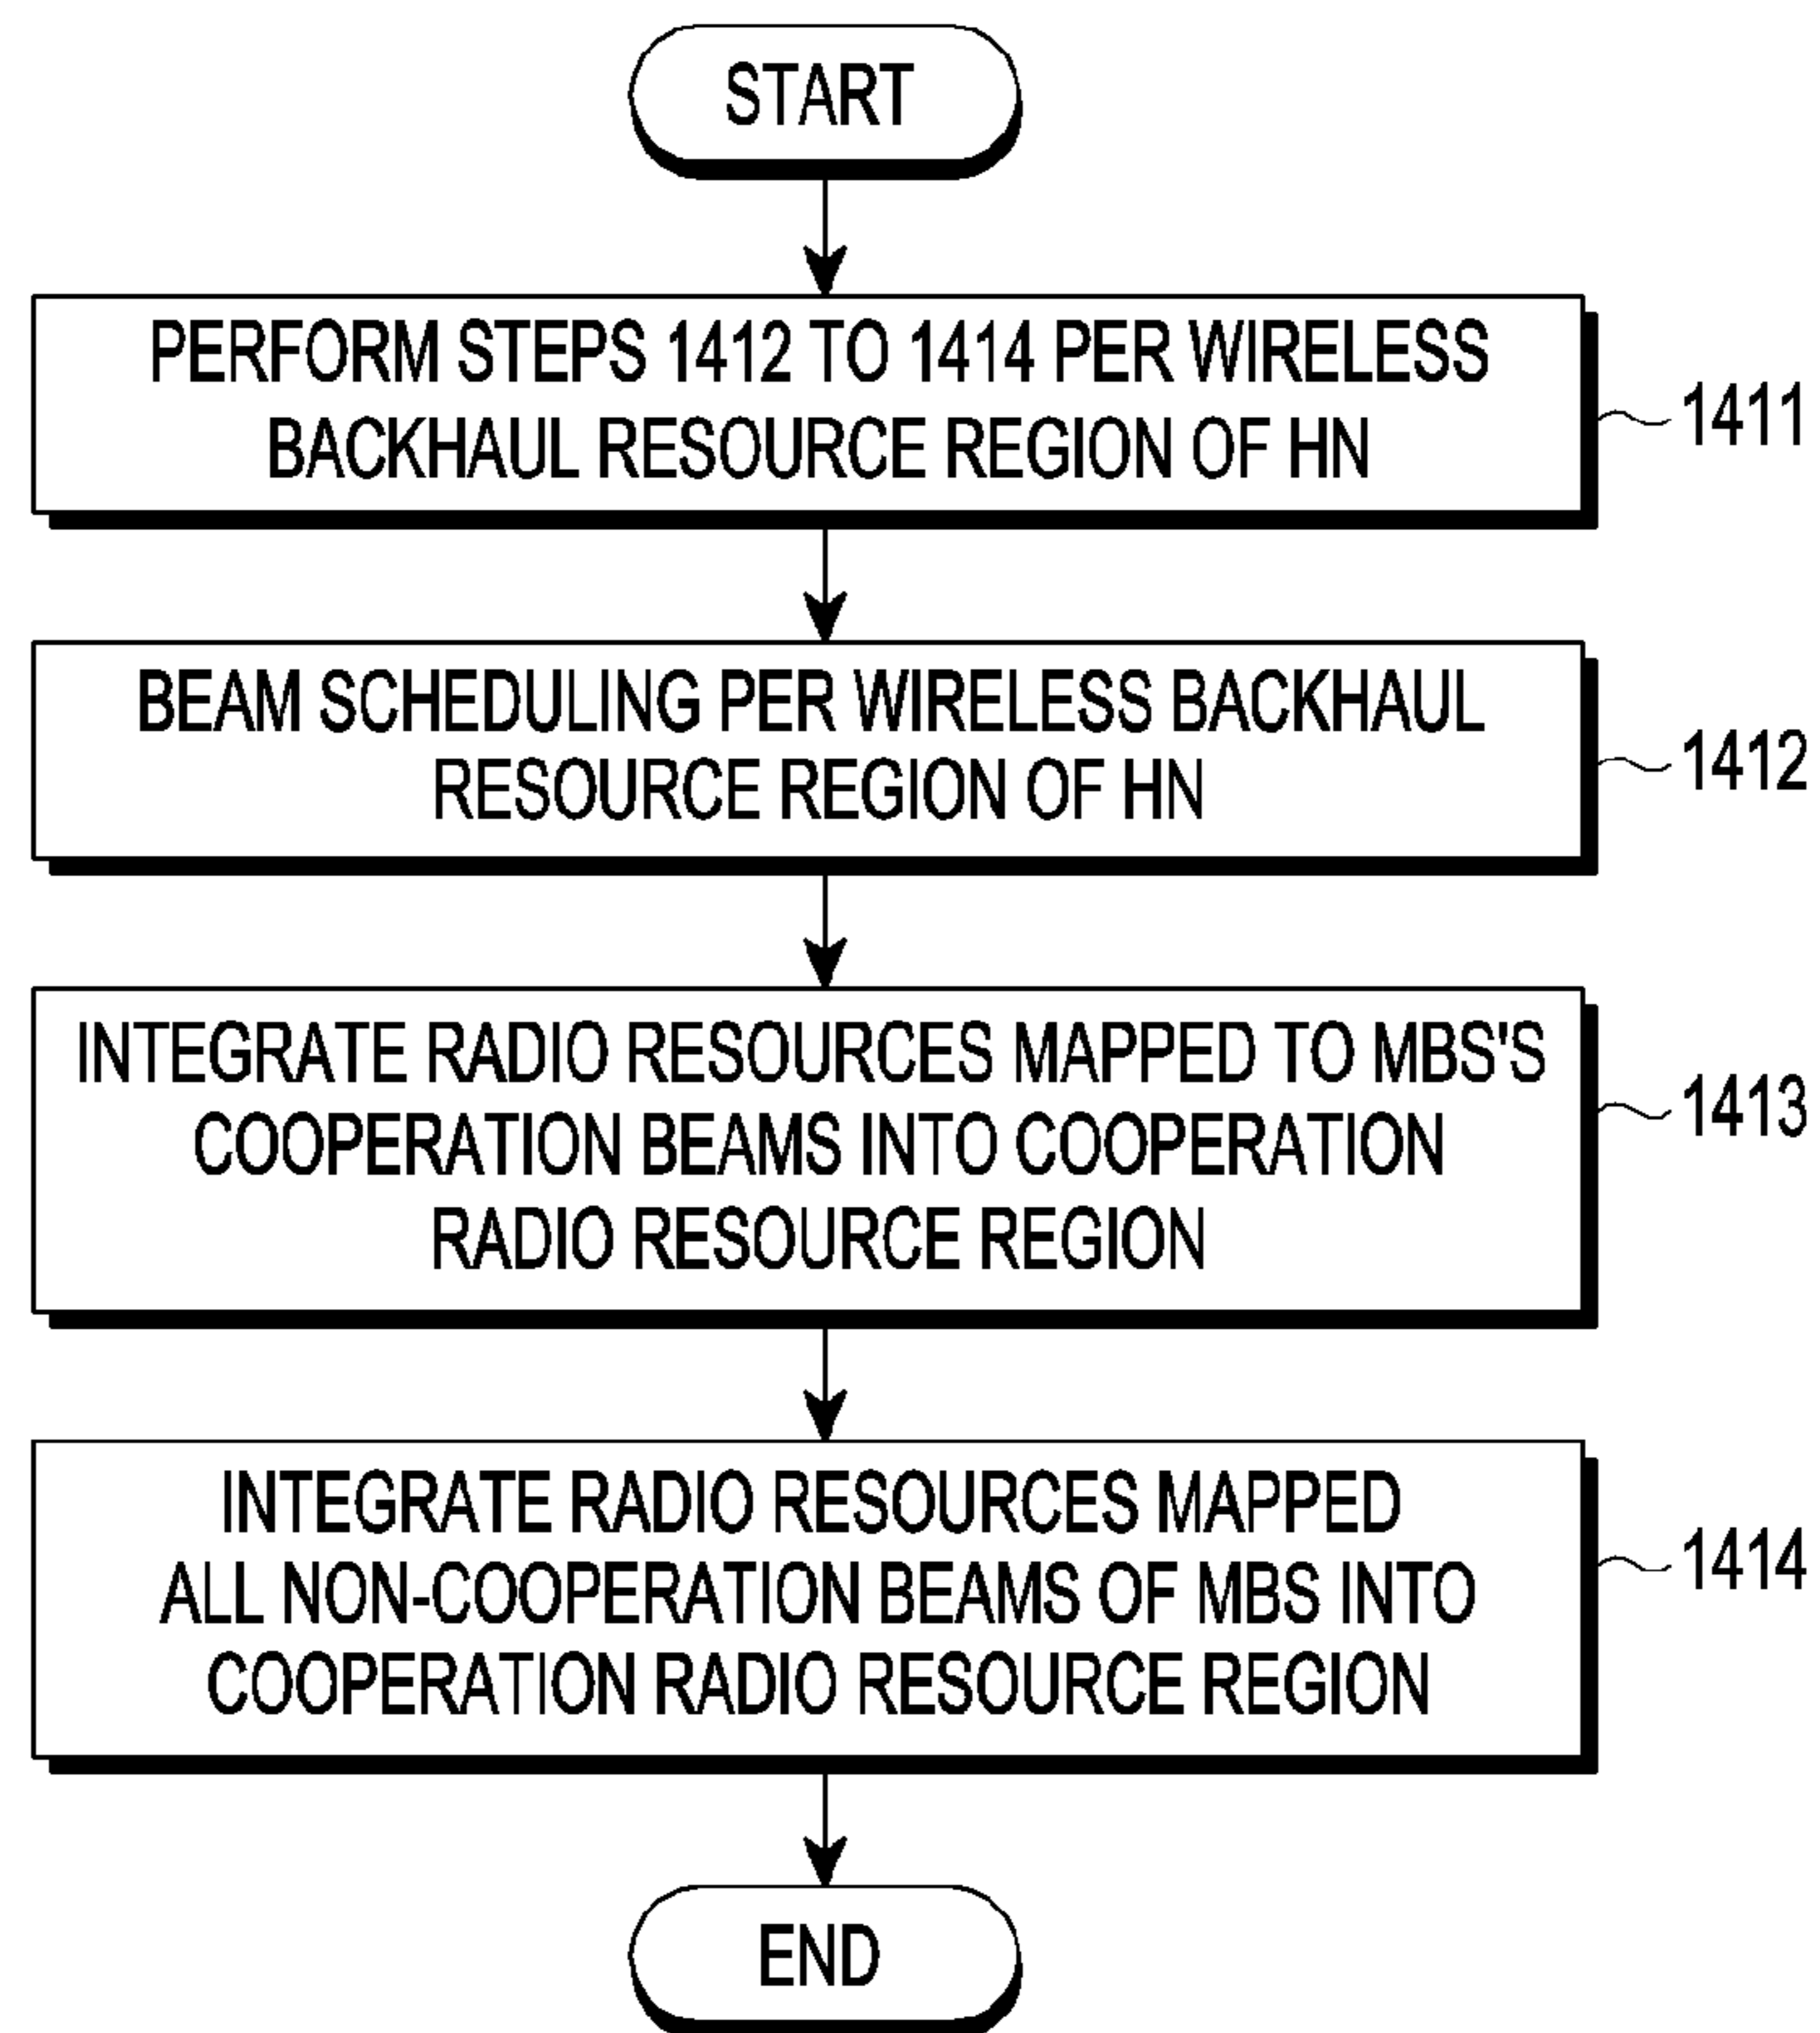 START
PERFORM STEPS 1412 TO 1414 PER WIRELESS
BACKHAUL RESOURCE REGION OF HN
1411
BEAM SCHEDULING PER WIRELESS BACKHAUL
RESOURCE REGION OF HN
1412
INTEGRATE RADIO RESOURCES MAPPED TO MBS'S
COOPERATION BEAMS INTO COOPERATION
RADIO RESOURCE REGION
1413
INTEGRATE RADIO RESOURCES MAPPED
ALL NON-COOPERATION BEAMS OF MBS INTO
COOPERATION RADIO RESOURCE REGION
1414
END